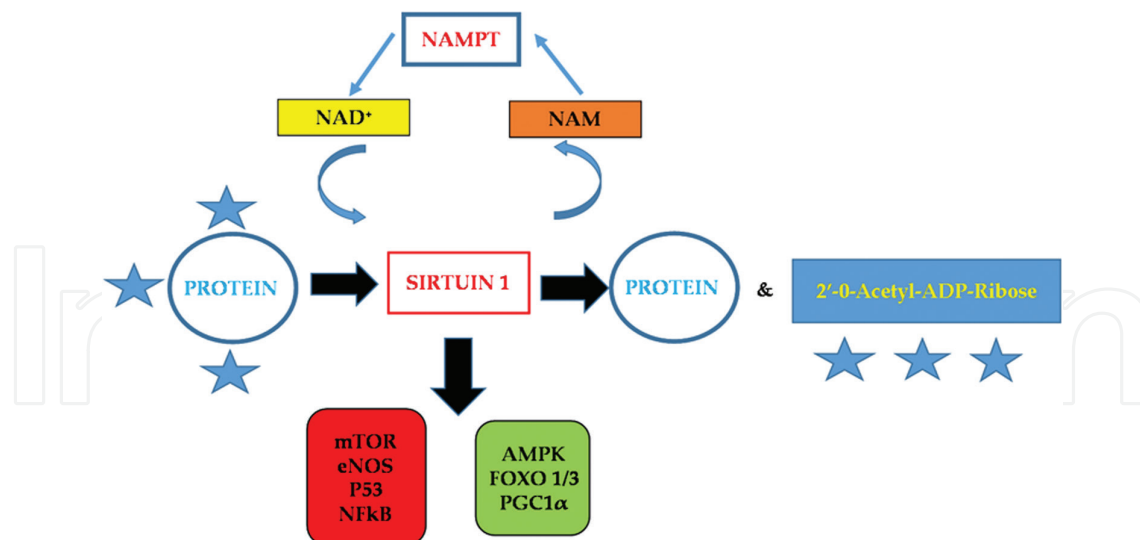 NAMPT
NAD⁺
NAM
PROTEIN
SIRTUIN 1
PROTEIN
&
2'-0-Acetyl-ADP-Ribose
mTOR
eNOS
P53
NFkB
AMPK
FOXO 1/3
PGC1α